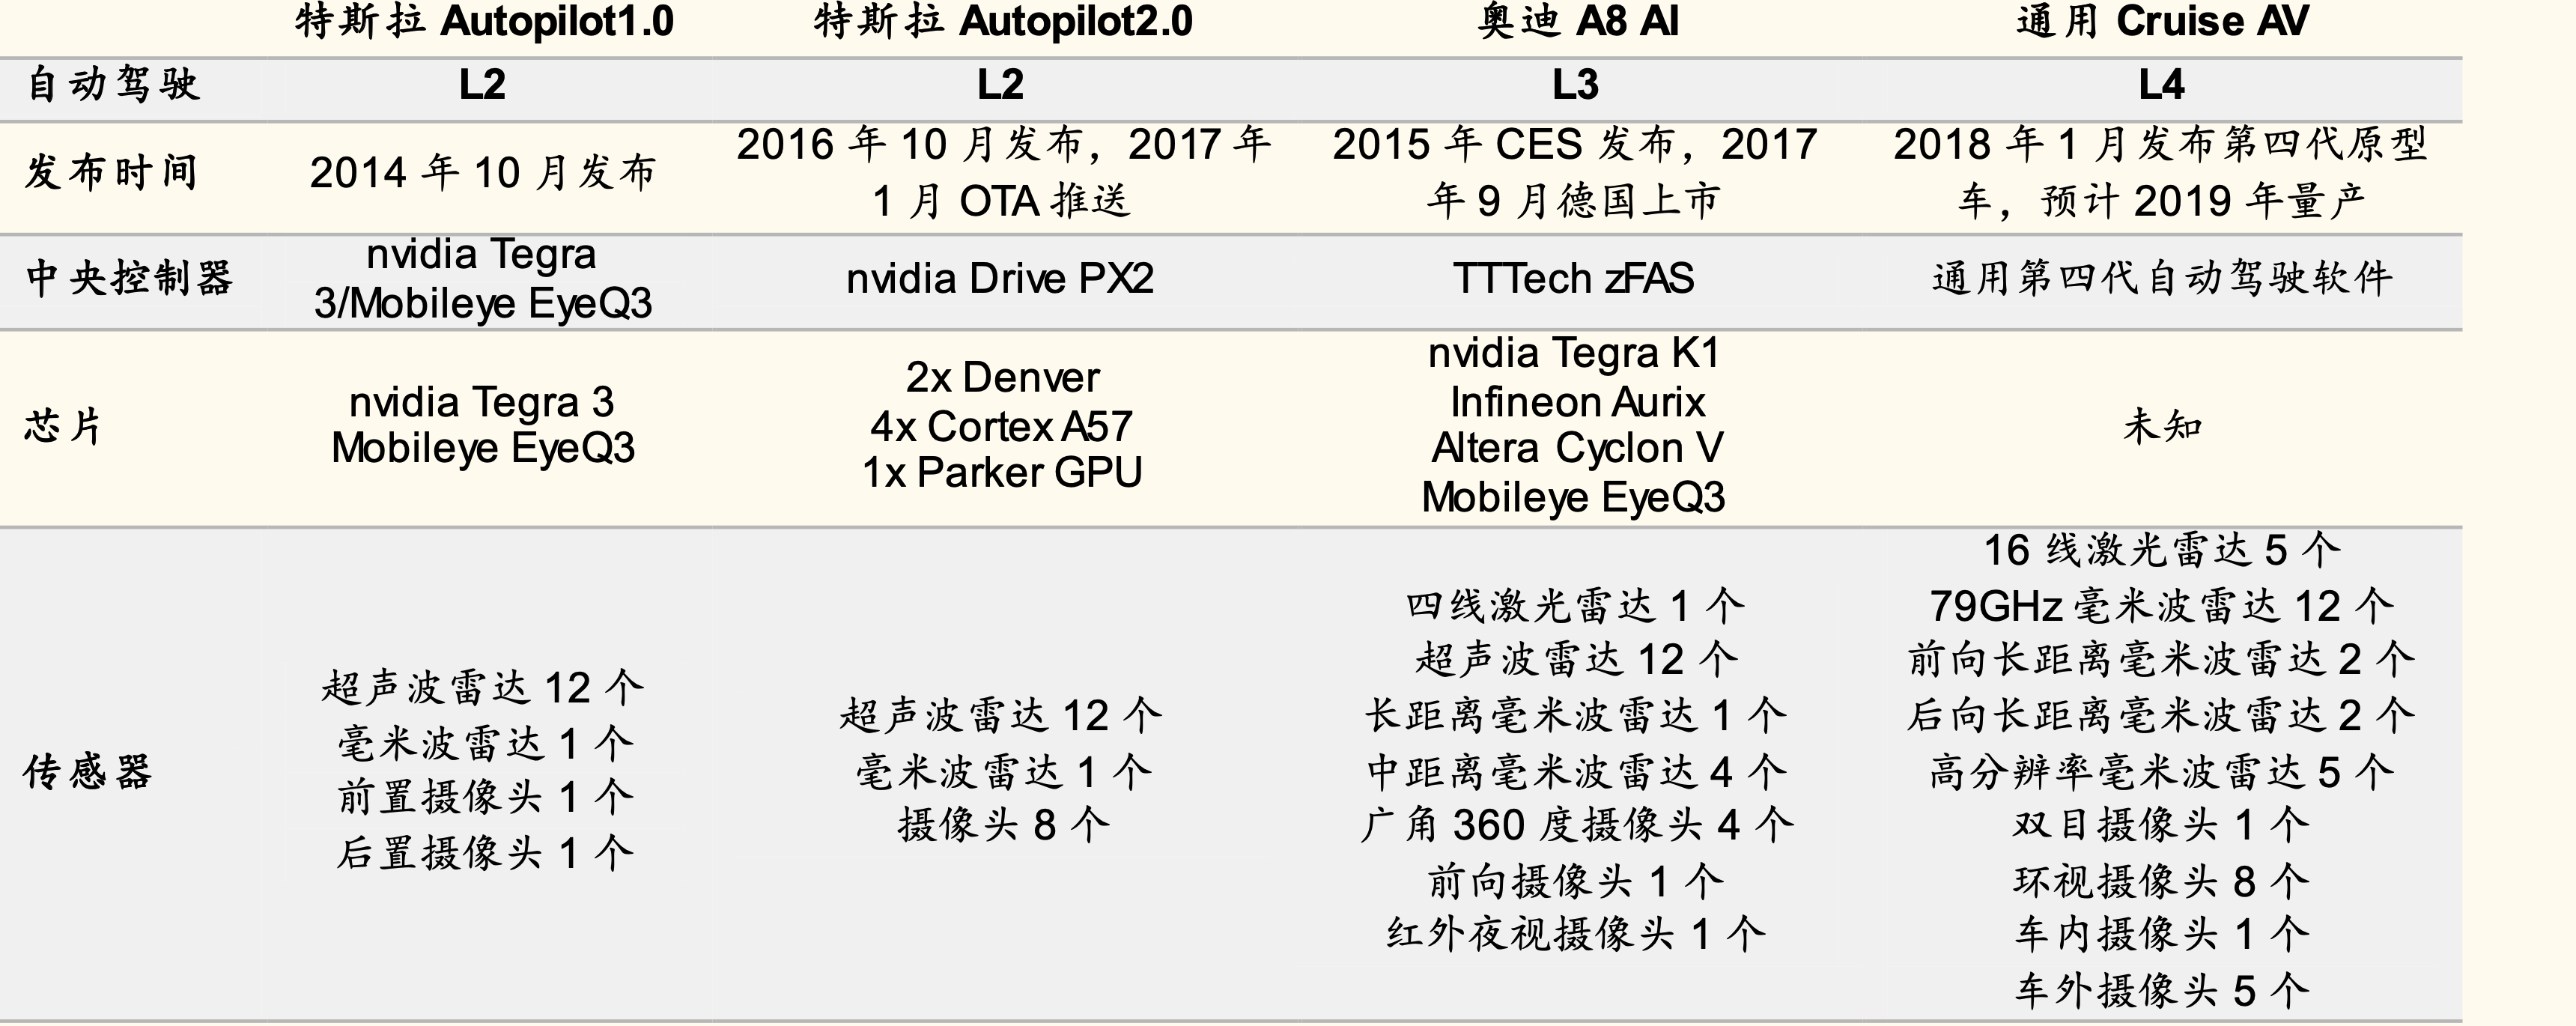 特斯拉 Autopilot1.0 特斯拉 Autopilot2.0 奥迪 A8 AI 通用 Cruise AV
自动驾驶 L2 L2 L3 L4
发布时间
2014 年 10 月发布
2016 年 10 月发布，2017 年
1 月 OTA 推送
2015 年 CES 发布，2017
年 9 月德国上市
2018 年 1 月发布第四代原型
车，预计 2019 年量产
中央控制器
nvidia Tegra
3/Mobileye EyeQ3
nvidia Drive PX2
TTTech zFAS
通用第四代自动驾驶软件
芯片
nvidia Tegra 3
Mobileye EyeQ3
2x Denver
4x Cortex A57
1x Parker GPU
nvidia Tegra K1
Infineon Aurix
Altera Cyclon V
Mobileye EyeQ3
未知
传感器
超声波雷达 12 个
毫米波雷达 1 个
前置摄像头 1 个
后置摄像头 1 个
超声波雷达 12 个
毫米波雷达 1 个
摄像头 8 个
四线激光雷达 1 个
超声波雷达 12 个
长距离毫米波雷达 1 个
中距离毫米波雷达 4 个
广角 360 度摄像头 4 个
前向摄像头 1 个
红外夜视摄像头 1 个
16 线激光雷达 5 个
79GHz 毫米波雷达 12 个
前向长距离毫米波雷达 2 个
后向长距离毫米波雷达 2 个
高分辨率毫米波雷达 5 个
双目摄像头 1 个
环视摄像头 8 个
车内摄像头 1 个
车外摄像头 5 个